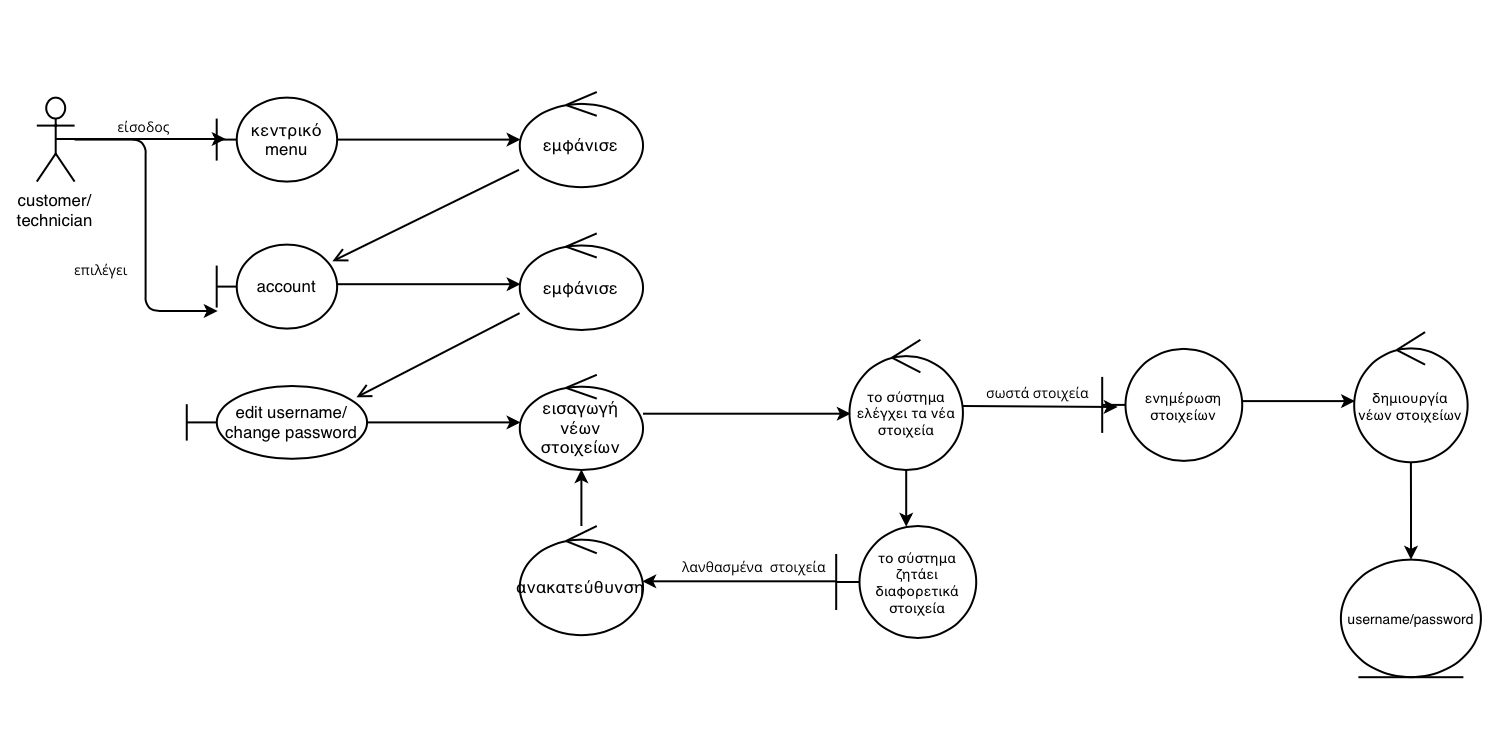 είσοδος
κεντρικό
menu
εμφάνισε
customer/
technician
επιλέγει
account
εμφάνισε
edit username/
change password
εισαγωγή
νέων
στοιχείων
το σύστημα
ελέγχει τα νέα
στοιχεία
σωστά στοιχεία
ενημέρωση
στοιχείων
δημιουργία
νέων στοιχείων
ανακατεύθυνση
λανθασμένα στοιχεία
το σύστημα
ζητάει
διαφορετικά
στοιχεία
username/password